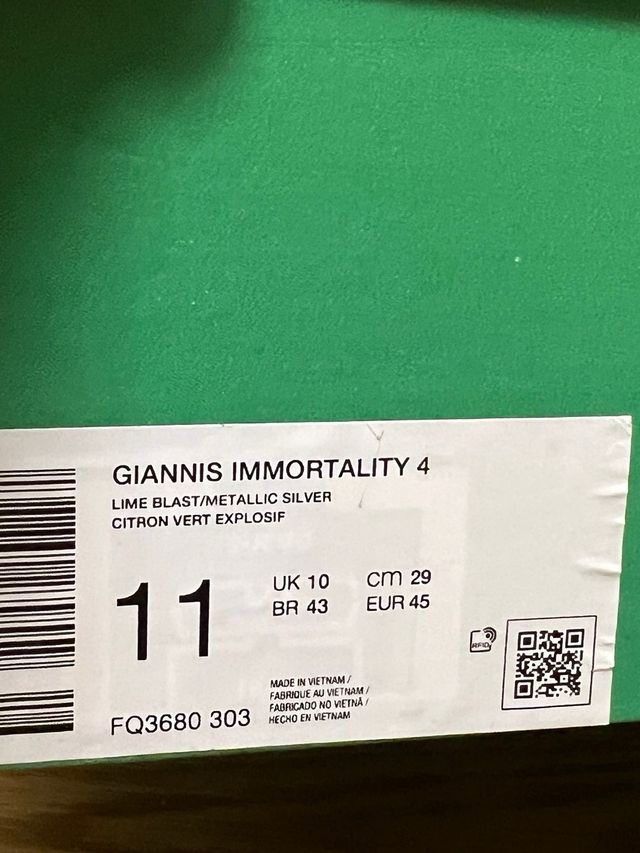 GIANNIS IMMORTALITY 4
LIME BLAST/METALLIC SILVER
CITRON VERT EXPLOSIF
11
UK 10
cm 29
BR 43
EUR 45
RFID
MADE IN VIETNAM /
FABRIQUE AU VIETNAM /
FABRICADO NO VIETNÃ /
HECHO EN VIETNAM
FQ3680 303